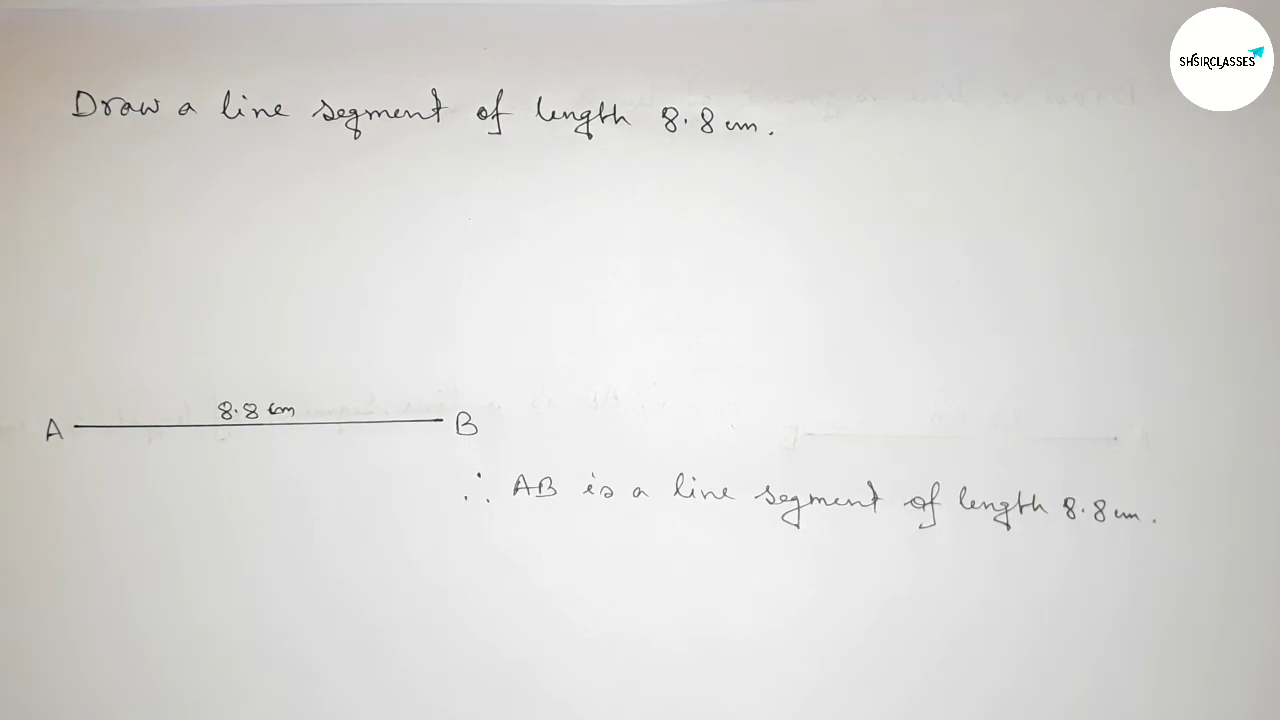 SHSIRCLASSES
Draw a line segment of length 8.8 cm.
8.8 cm
A B
∴ AB is a line segment of length 8.8 cm.